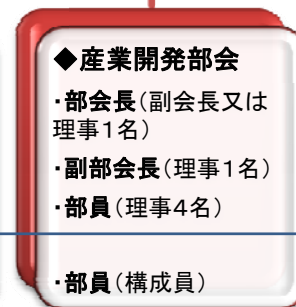 ◆産業開発部会
・部会長(副会長又は
理事1名)
・副部会長(理事1名)
・部員(理事4名)
・部員(構成員)